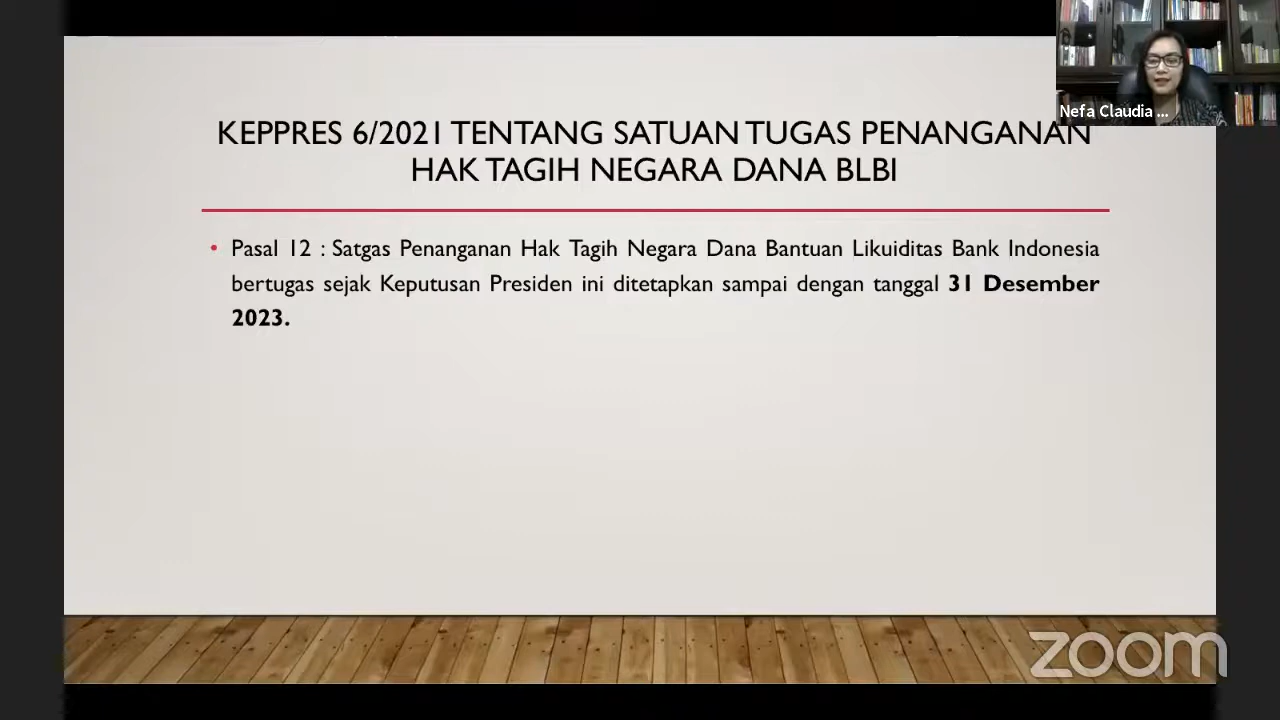 Nefa Claudia ...
KEPPRES 6/2021 TENTANG SATUAN TUGAS PENANGANAN
HAK TAGIH NEGARA DANA BLBI
• Pasal 12 : Satgas Penanganan Hak Tagih Negara Dana Bantuan Likuiditas Bank Indonesia
bertugas sejak Keputusan Presiden ini ditetapkan sampai dengan tanggal 31 Desember
2023.
zoom